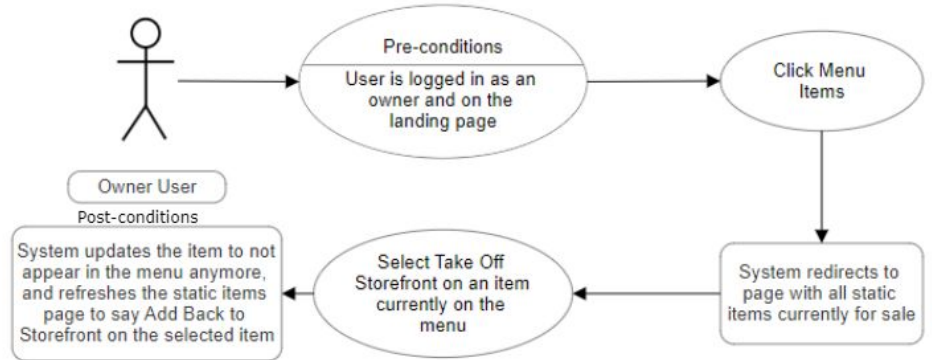 Pre-conditions
User is logged in as an
owner and on the
landing page
Click Menu
Items
Owner User
Post-conditions
System updates the item to not
appear in the menu anymore,
and refreshes the static items
page to say Add Back to
Storefront on the selected item
Select Take Off
Storefront on an item
currently on the
menu
System redirects to
page with all static
items currently for sale